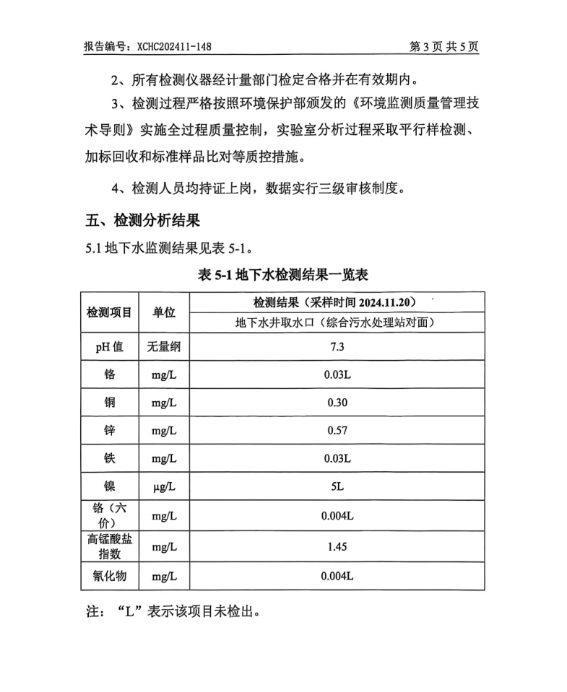 报告编号：XCHC202411-148 第 3 页 共 5 页
2、所有检测仪器经计量部门检定合格并在有效期内。
3、检测过程严格按照环境保护部颁发的《环境监测质量管理技
术导则》实施全过程质量控制，实验室分析过程采取平行样检测、
加标回收和标准样品比对等质控措施。
4、检测人员均持证上岗，数据实行三级审核制度。
五、检测分析结果
5.1 地下水监测结果见表 5-1。
表 5-1 地下水检测结果一览表
检测项目 单位 检测结果（采样时间 2024.11.20）
地下水井取水口（综合污水处理站对面）
pH 值 无量纲 7.3
铬 mg/L 0.03L
铜 mg/L 0.30
锌 mg/L 0.57
铁 mg/L 0.03L
镍 μg/L 5L
铬（六
价） mg/L 0.004L
高锰酸盐
指数 mg/L 1.45
氰化物 mg/L 0.004L
注：“L”表示该项目未检出。